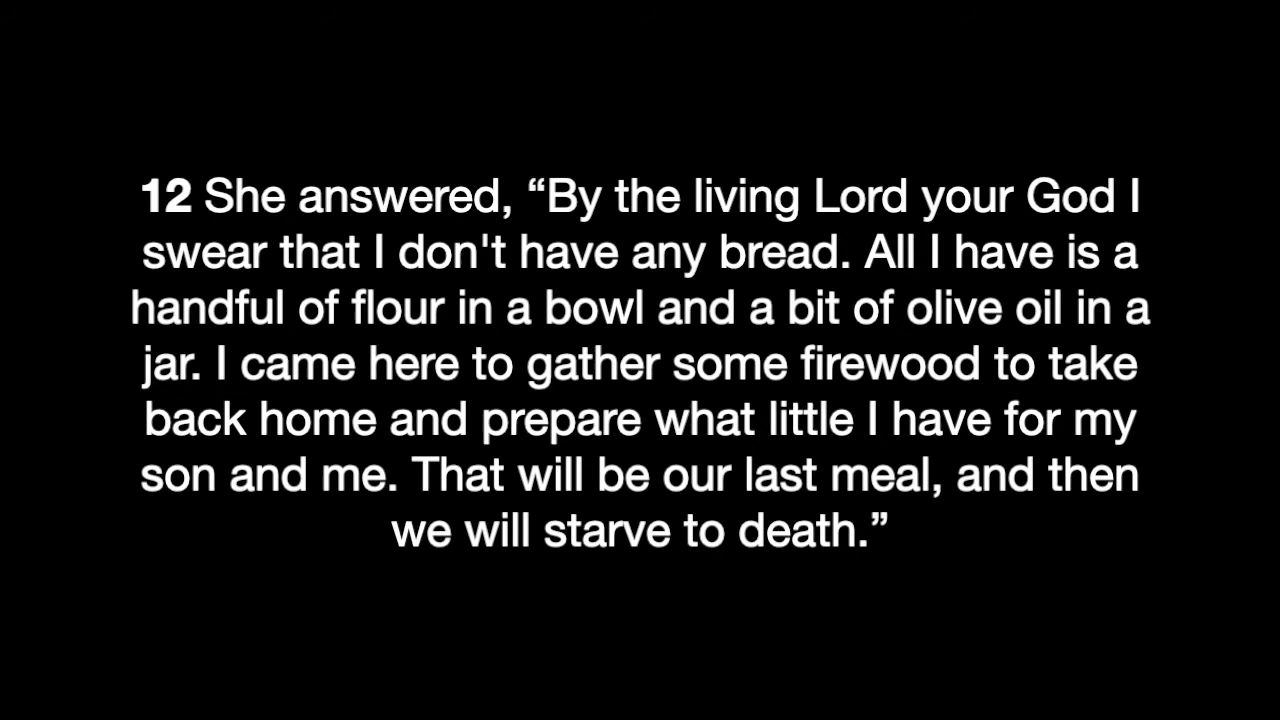 12 She answered, “By the living Lord your God I
swear that I don't have any bread. All I have is a
handful of flour in a bowl and a bit of olive oil in a
jar. I came here to gather some firewood to take
back home and prepare what little I have for my
son and me. That will be our last meal, and then
we will starve to death.”